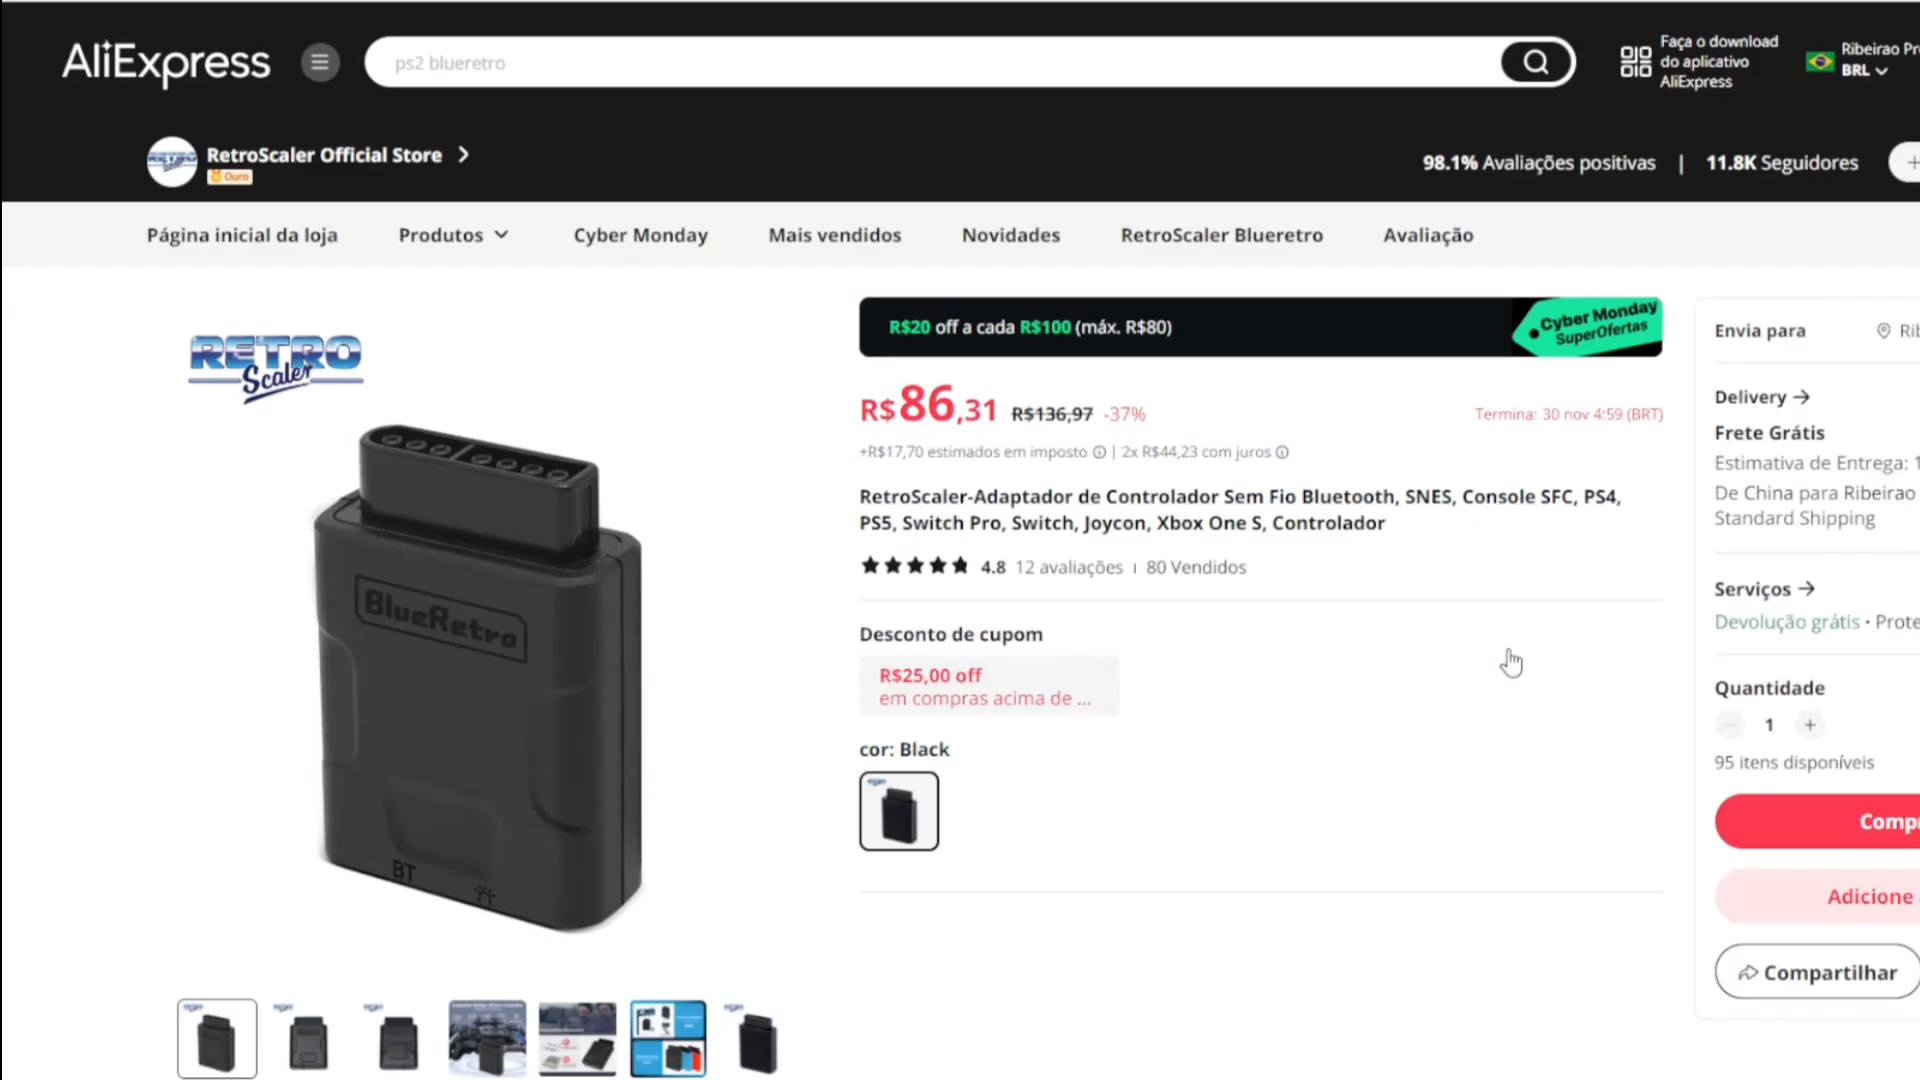 AliExpress
ps2 blueretro
Faça o download
do aplicativo
AliExpress
Ribeirao Pr
BRL
RetroScaler Official Store
Ouro
98.1% Avaliações positivas | 11.8K Seguidores
Página inicial da loja
Produtos
Cyber Monday
Mais vendidos
Novidades
RetroScaler Blueretro
Avaliação
RETRO
Scaler
BlueRetro
BT
R$20 off a cada R$100 (máx. R$80)
Cyber Monday
SuperOfertas
R$86,31 R$136,97 -37%
Termina: 30 nov 4:59 (BRT)
+R$17,70 estimados em imposto | 2x R$44,23 com juros
RetroScaler-Adaptador de Controlador Sem Fio Bluetooth, SNES, Console SFC, PS4,
PS5, Switch Pro, Switch, Joycon, Xbox One S, Controlador
4.8 12 avaliações | 80 Vendidos
Desconto de cupom
R$25,00 off
em compras acima de ...
cor: Black
Envia para
Rib
Delivery
Frete Grátis
Estimativa de Entrega: 1
De China para Ribeirao
Standard Shipping
Serviços
Devolução grátis · Prote
Quantidade
1
95 itens disponíveis
Compr
Adicione
Compartilhar